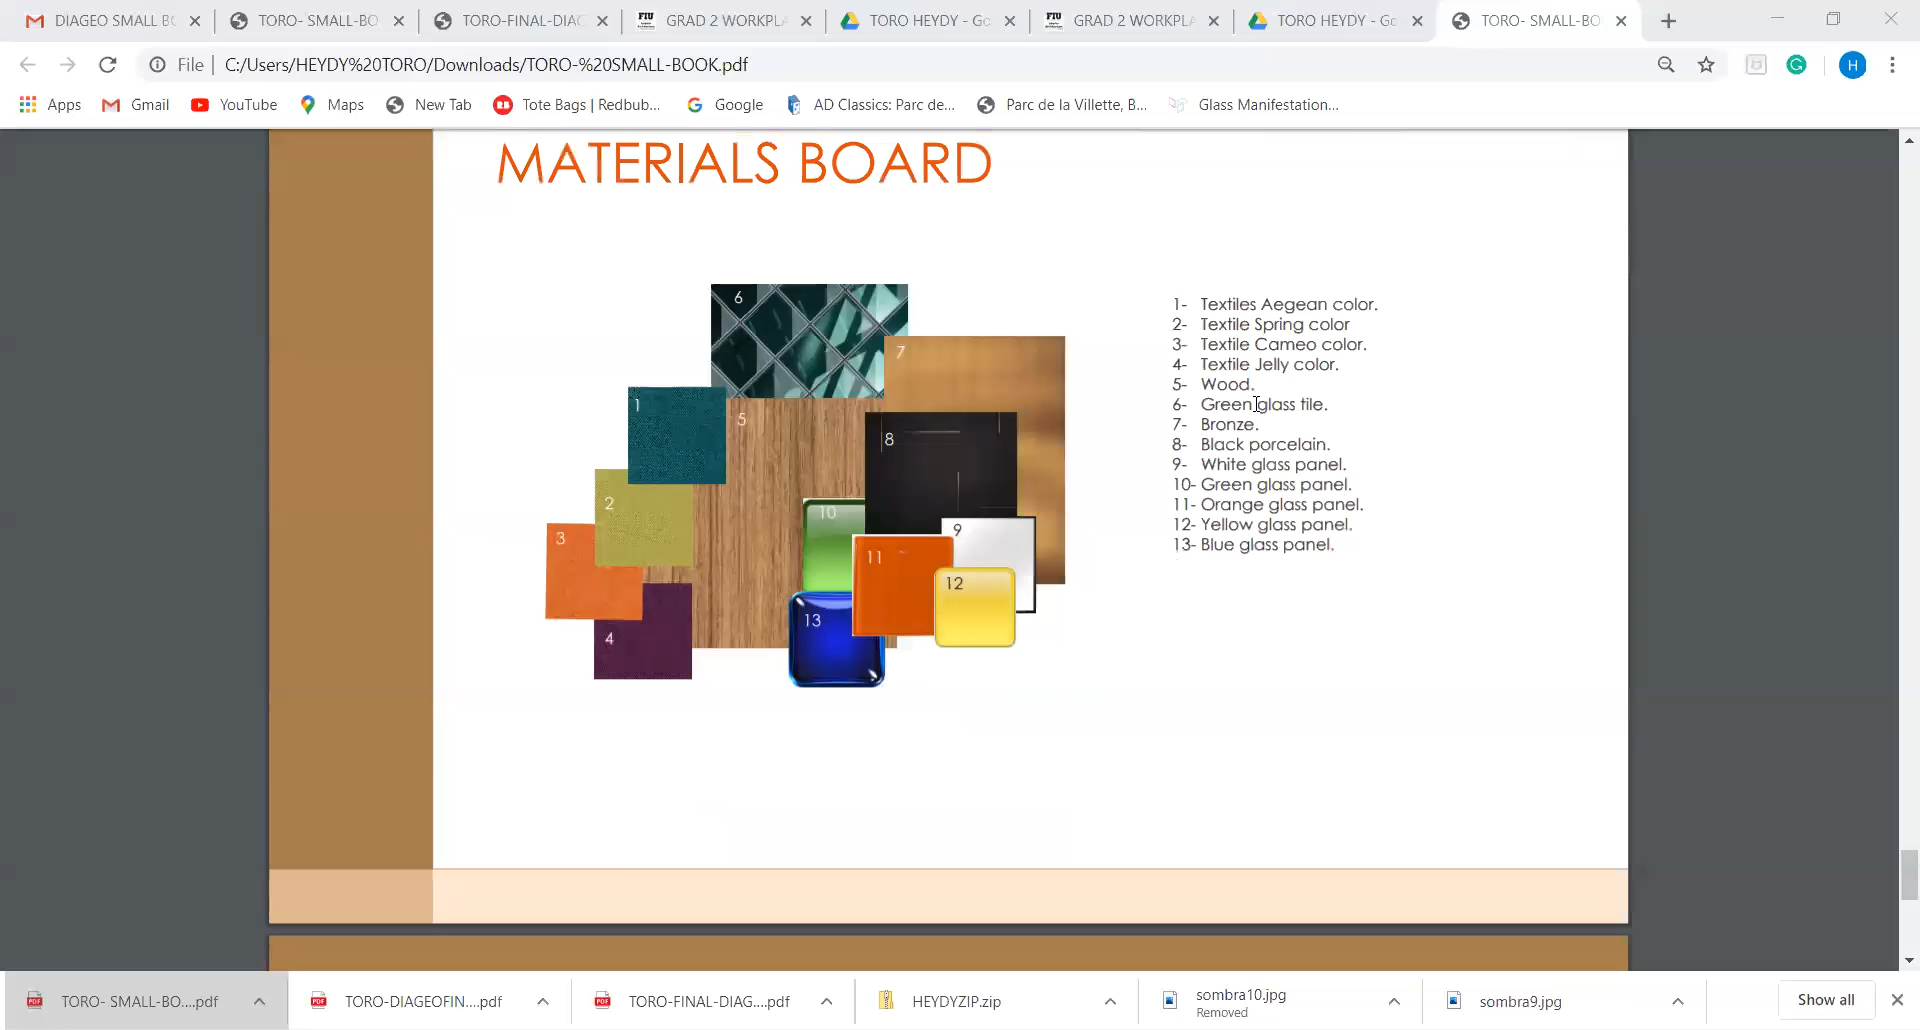 DIAGEO SMALL BO
TORO- SMALL-BO
TORO-FINAL-DIAG
FIU
GRAD 2 WORKPLA
TORO HEYDY - Go
FIU
GRAD 2 WORKPLA
TORO HEYDY - Go
TORO- SMALL-BO
File
C:/Users/HEYDY%20TORO/Downloads/TORO-%20SMALL-BOOK.pdf
H
Apps
Gmail
YouTube
Maps
New Tab
Tote Bags | Redbub...
Google
AD Classics: Parc de...
Parc de la Villette, B...
Glass Manifestation...
MATERIALS BOARD
6
7
1
5
8
2
10
9
3
11
12
13
4
1- Textiles Aegean color.
2- Textile Spring color
3- Textile Cameo color.
4- Textile Jelly color.
5- Wood.
6- Green glass tile.
7- Bronze.
8- Black porcelain.
9- White glass panel.
10- Green glass panel.
11- Orange glass panel.
12- Yellow glass panel.
13- Blue glass panel.
TORO- SMALL-BO....pdf
TORO-DIAGEOFIN....pdf
TORO-FINAL-DIAG....pdf
HEYDYZIP.zip
sombra10.jpg
Removed
sombra9.jpg
Show all